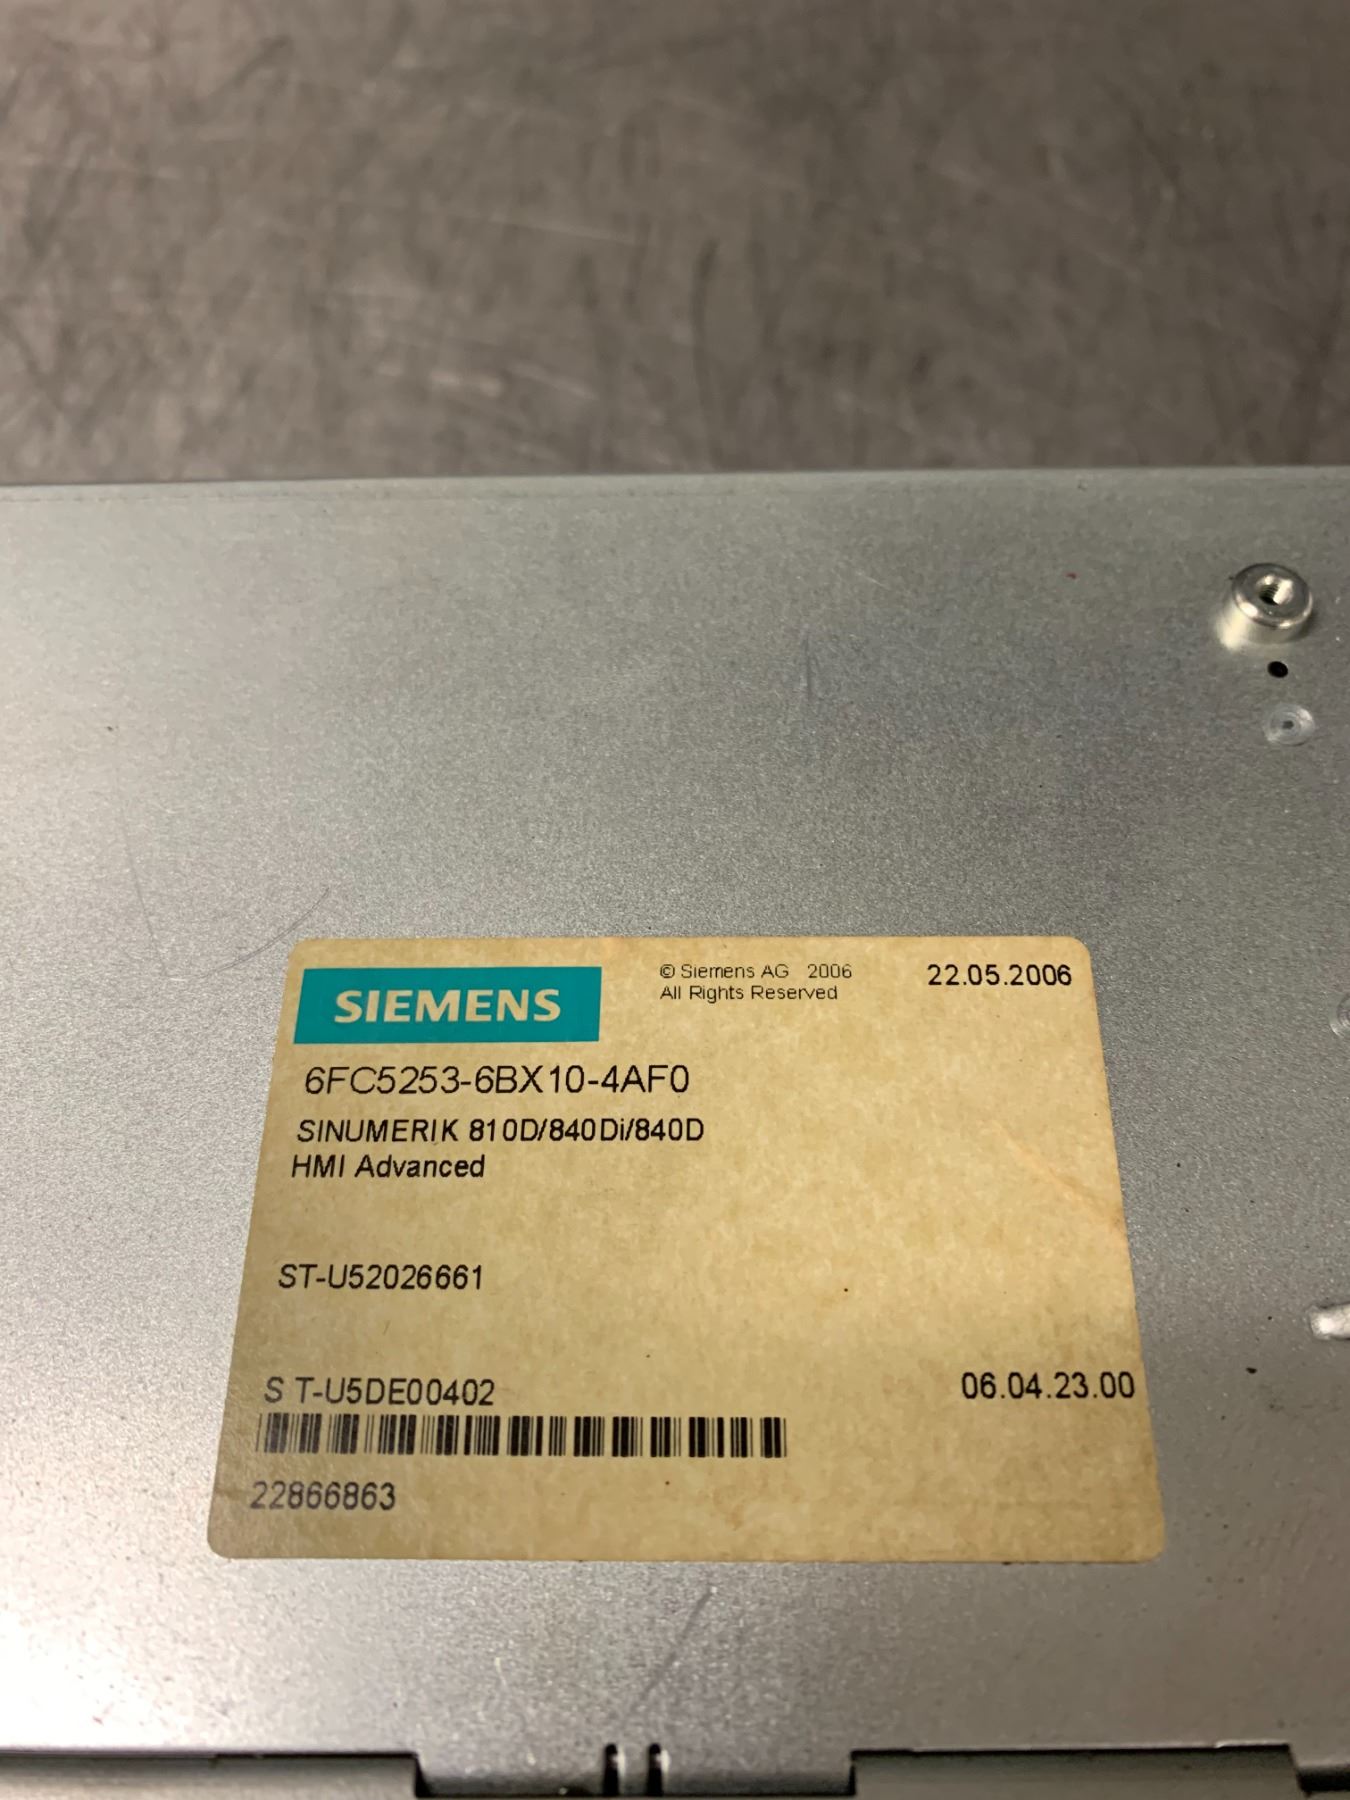 SIEMENS
© Siemens AG 2006
All Rights Reserved
22.05.2006
6FC5253-6BX10-4AF0
SINUMERIK 810D/840Di/840D
HMI Advanced
ST-U52026661
S T-U5DE00402
06.04.23.00
22866863